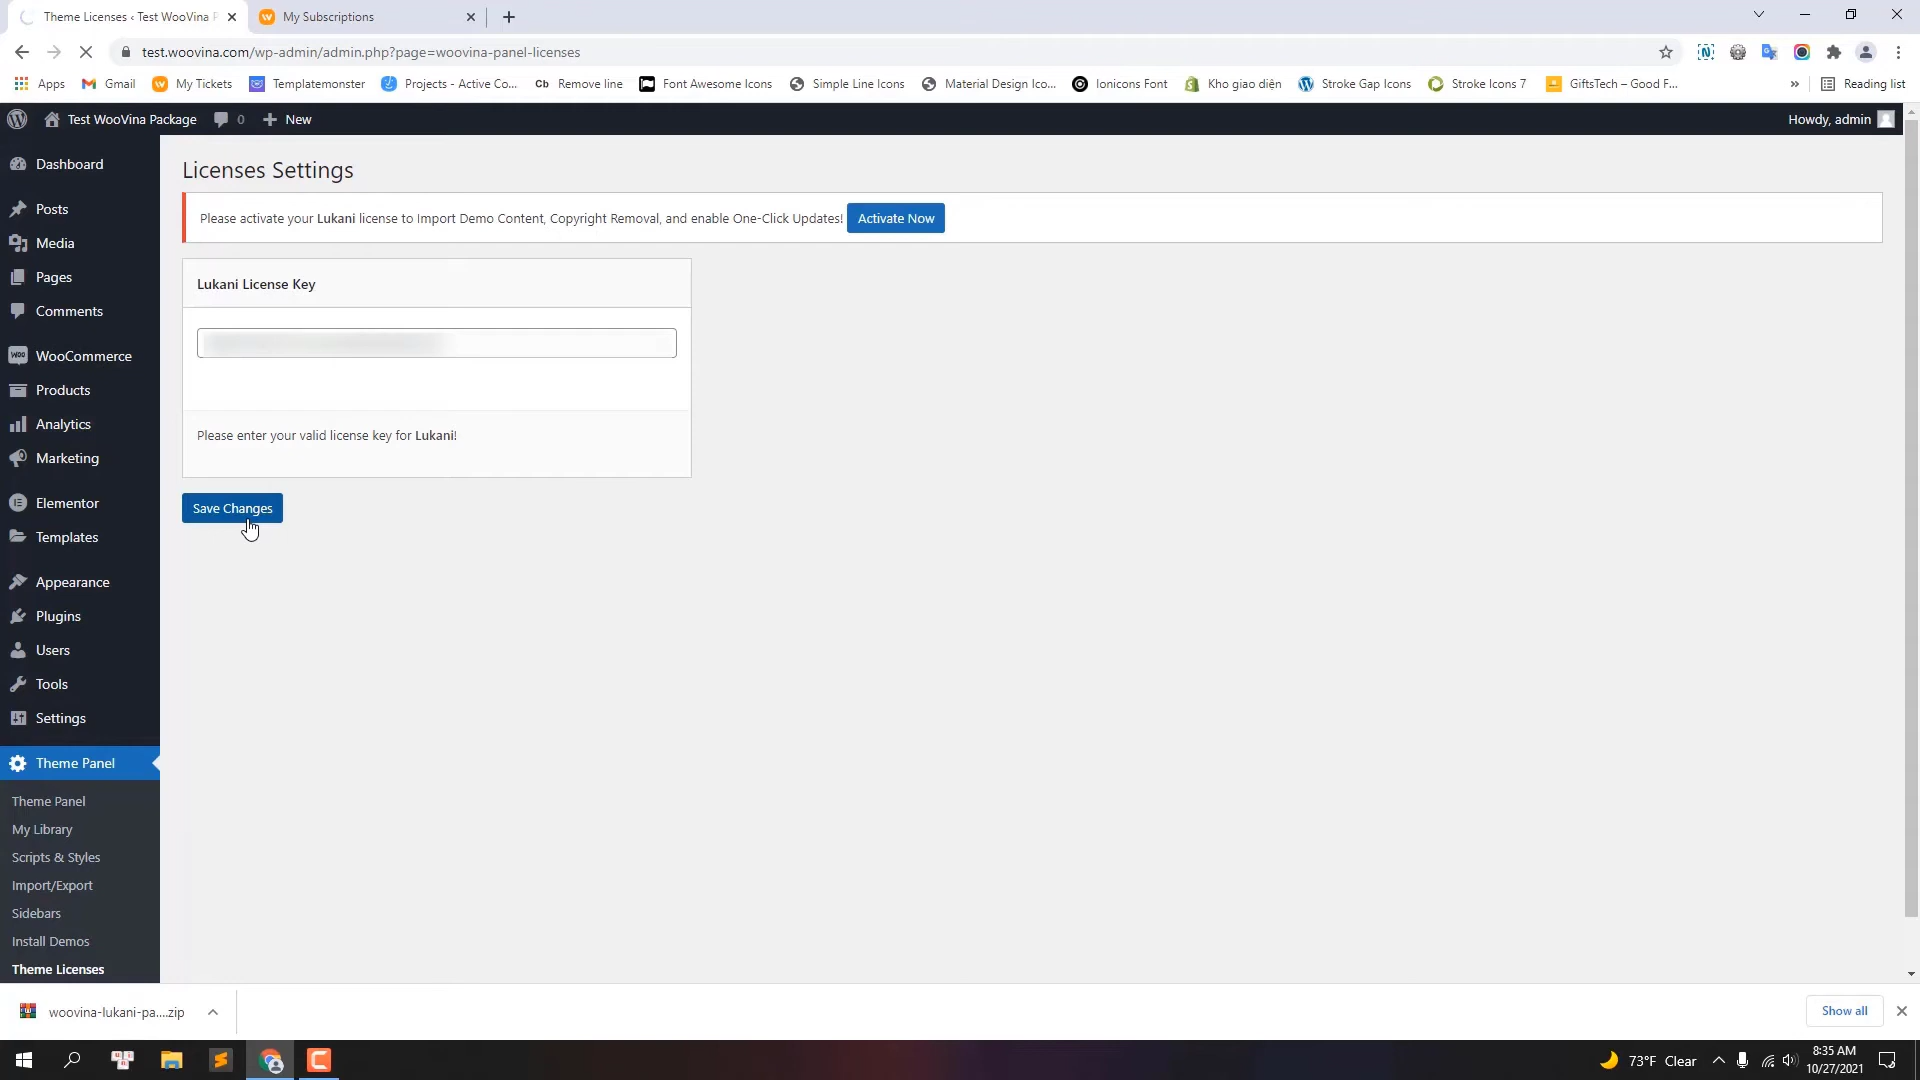 Theme Licenses ‹ Test WooVina P
My Subscriptions
test.woovina.com/wp-admin/admin.php?page=woovina-panel-licenses
Apps
Gmail
My Tickets
Templatemonster
Projects - Active Co...
Cb Remove line
Font Awesome Icons
Simple Line Icons
Material Design Ico...
Ionicons Font
Kho giao diện
Stroke Gap Icons
Stroke Icons 7
GiftsTech – Good F...
»
Reading list
Test WooVina Package
0
New
Howdy, admin
Dashboard
Posts
Media
Pages
Comments
WooCommerce
Products
Analytics
Marketing
Elementor
Templates
Appearance
Plugins
Users
Tools
Settings
Theme Panel
Theme Panel
My Library
Scripts & Styles
Import/Export
Sidebars
Install Demos
Theme Licenses
Licenses Settings
Please activate your Lukani license to Import Demo Content, Copyright Removal, and enable One-Click Updates! Activate Now
Lukani License Key
Please enter your valid license key for Lukani!
Save Changes
woovina-lukani-pa....zip
Show all
73°F Clear
8:35 AM
10/27/2021